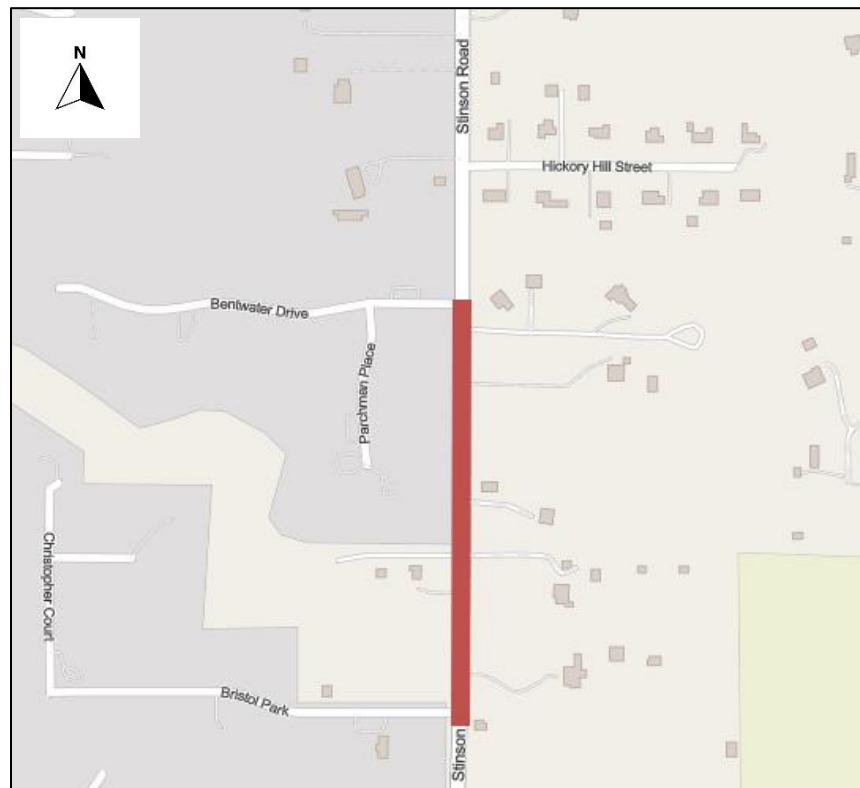 N
Stinson Road
Hickory Hill Street
Bentwater Drive
Parchman Place
Christopher Court
Bristol Park
Stinson